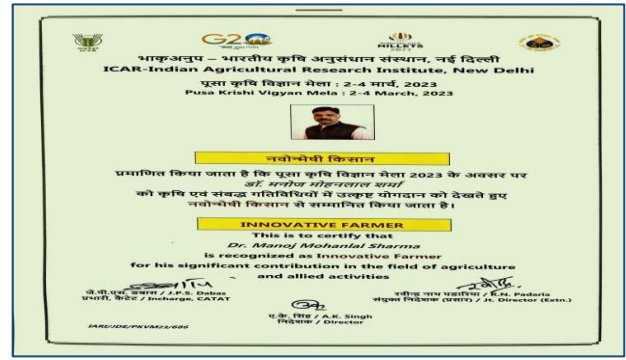 G20
MILLETS
2023
भाकृअनुप – भारतीय कृषि अनुसंधान संस्थान, नई दिल्ली
ICAR-Indian Agricultural Research Institute, New Delhi
पूसा कृषि विज्ञान मेला : 2-4 मार्च, 2023
Pusa Krishi Vigyan Mela : 2-4 March, 2023
नवोन्मेषी किसान
प्रमाणित किया जाता है कि पूसा कृषि विज्ञान मेला 2023 के अवसर पर
डॉ. मनोज मोहनलाल शर्मा
को कृषि एवं संबद्ध गतिविधियों में उत्कृष्ट योगदान को देखते हुए
नवोन्मेषी किसान से सम्मानित किया जाता है।
INNOVATIVE FARMER
This is to certify that
Dr. Manoj Mohanlal Sharma
is recognized as Innovative Farmer
for his significant contribution in the field of agriculture
and allied activities
जे.पी.एस. डबास / J.P.S. Dabas
प्रभारी, कैटेट / Incharge, CATAT
रवीन्द्र नाथ पडारिया / R.N. Padaria
संयुक्त निदेशक (प्रसार) / Jt. Director (Extn.)
ए.के. सिंह / A.K. Singh
निदेशक / Director
IARI/JDE/PKVM23/686